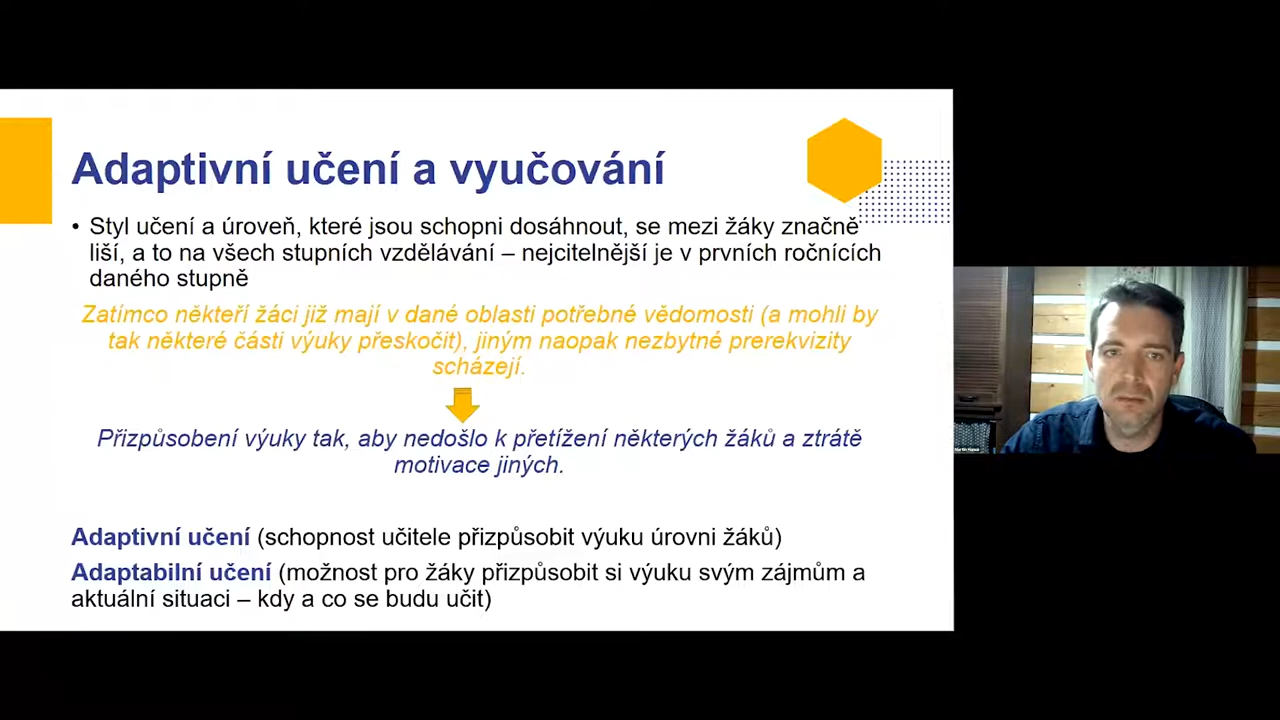 Adaptivní učení a vyučování
• Styl učení a úroveň, které jsou schopni dosáhnout, se mezi žáky značně
liší, a to na všech stupních vzdělávání – nejcitelnější je v prvních ročnících
daného stupně
Zatímco někteří žáci již mají v dané oblasti potřebné vědomosti (a mohli by
tak některé části výuky přeskočit), jiným naopak nezbytné prerekvizity
scházejí.
Přizpůsobení výuky tak, aby nedošlo k přetížení některých žáků a ztrátě
motivace jiných.
Adaptivní učení (schopnost učitele přizpůsobit výuku úrovni žáků)
Adaptabilní učení (možnost pro žáky přizpůsobit si výuku svým zájmům a
aktuální situaci – kdy a co se budu učit)